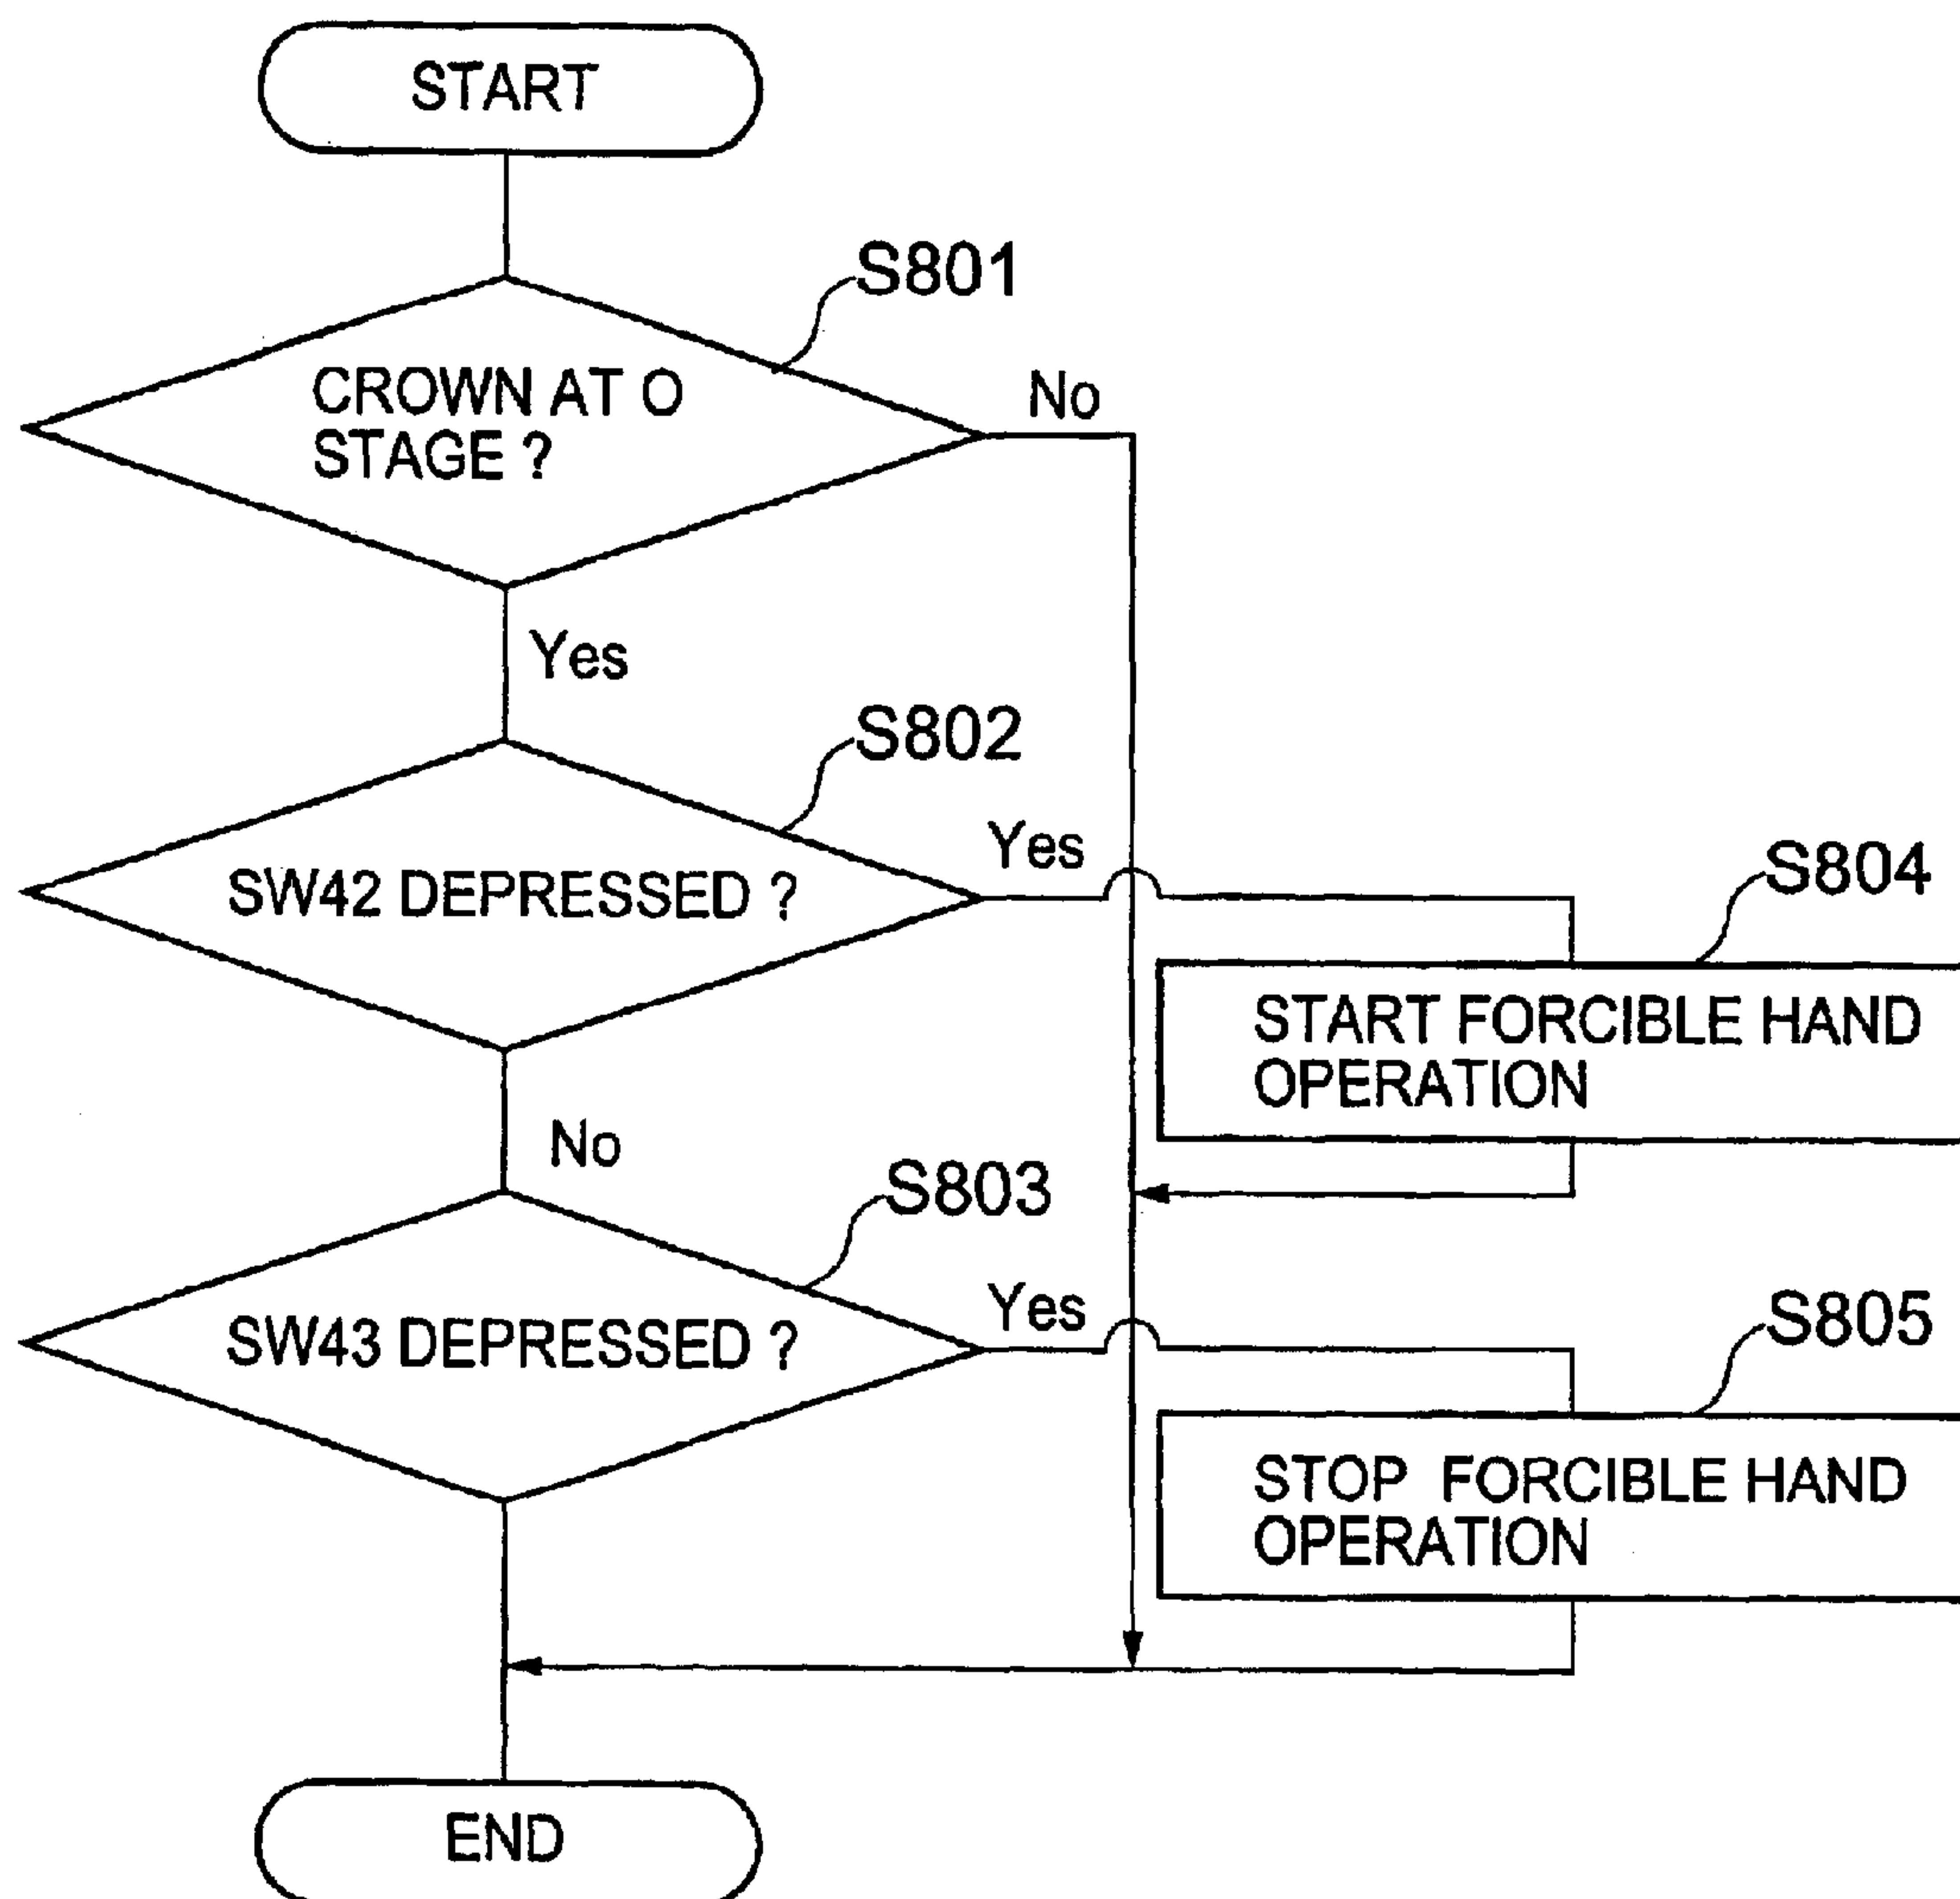 START
S801
CROWN AT O
STAGE ?
No
Yes
S802
SW42 DEPRESSED ?
Yes
S804
START FORCIBLE HAND
OPERATION
No
S803
SW43 DEPRESSED ?
Yes
S805
STOP FORCIBLE HAND
OPERATION
END